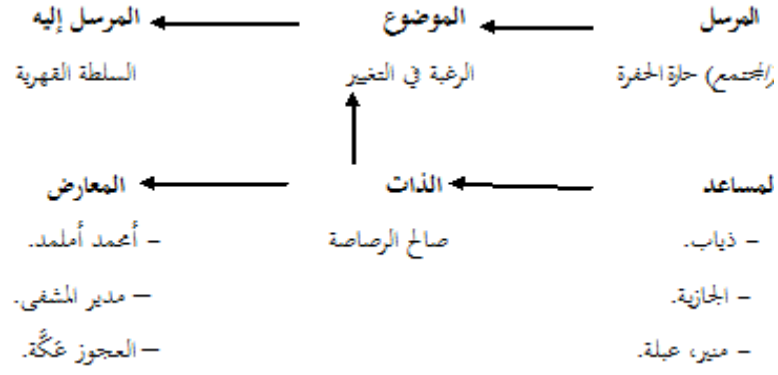 المرسل الموضوع المرسل إليه
(المجتمع) حارة الحفرة الرغبة في التغيير السلطة القهرية
لمساعد الذات المعارض
- ذياب. صالح الرصاصة - أمحمد أملمد.
- الجازية. – مدير المشفى.
- منير، عبلة. – العجوز عَكَّة.